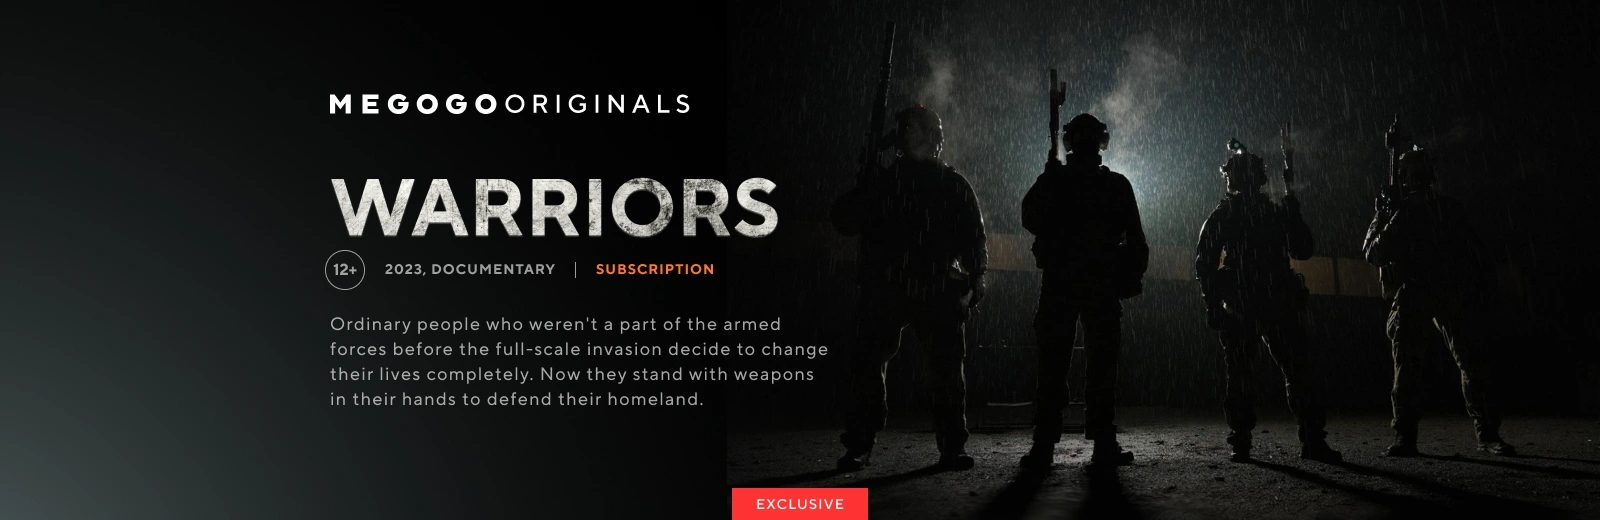 MEGOGO ORIGINALS
WARRIORS
12+ 2023, DOCUMENTARY | SUBSCRIPTION
Ordinary people who weren't a part of the armed
forces before the full-scale invasion decide to change
their lives completely. Now they stand with weapons
in their hands to defend their homeland.
EXCLUSIVE